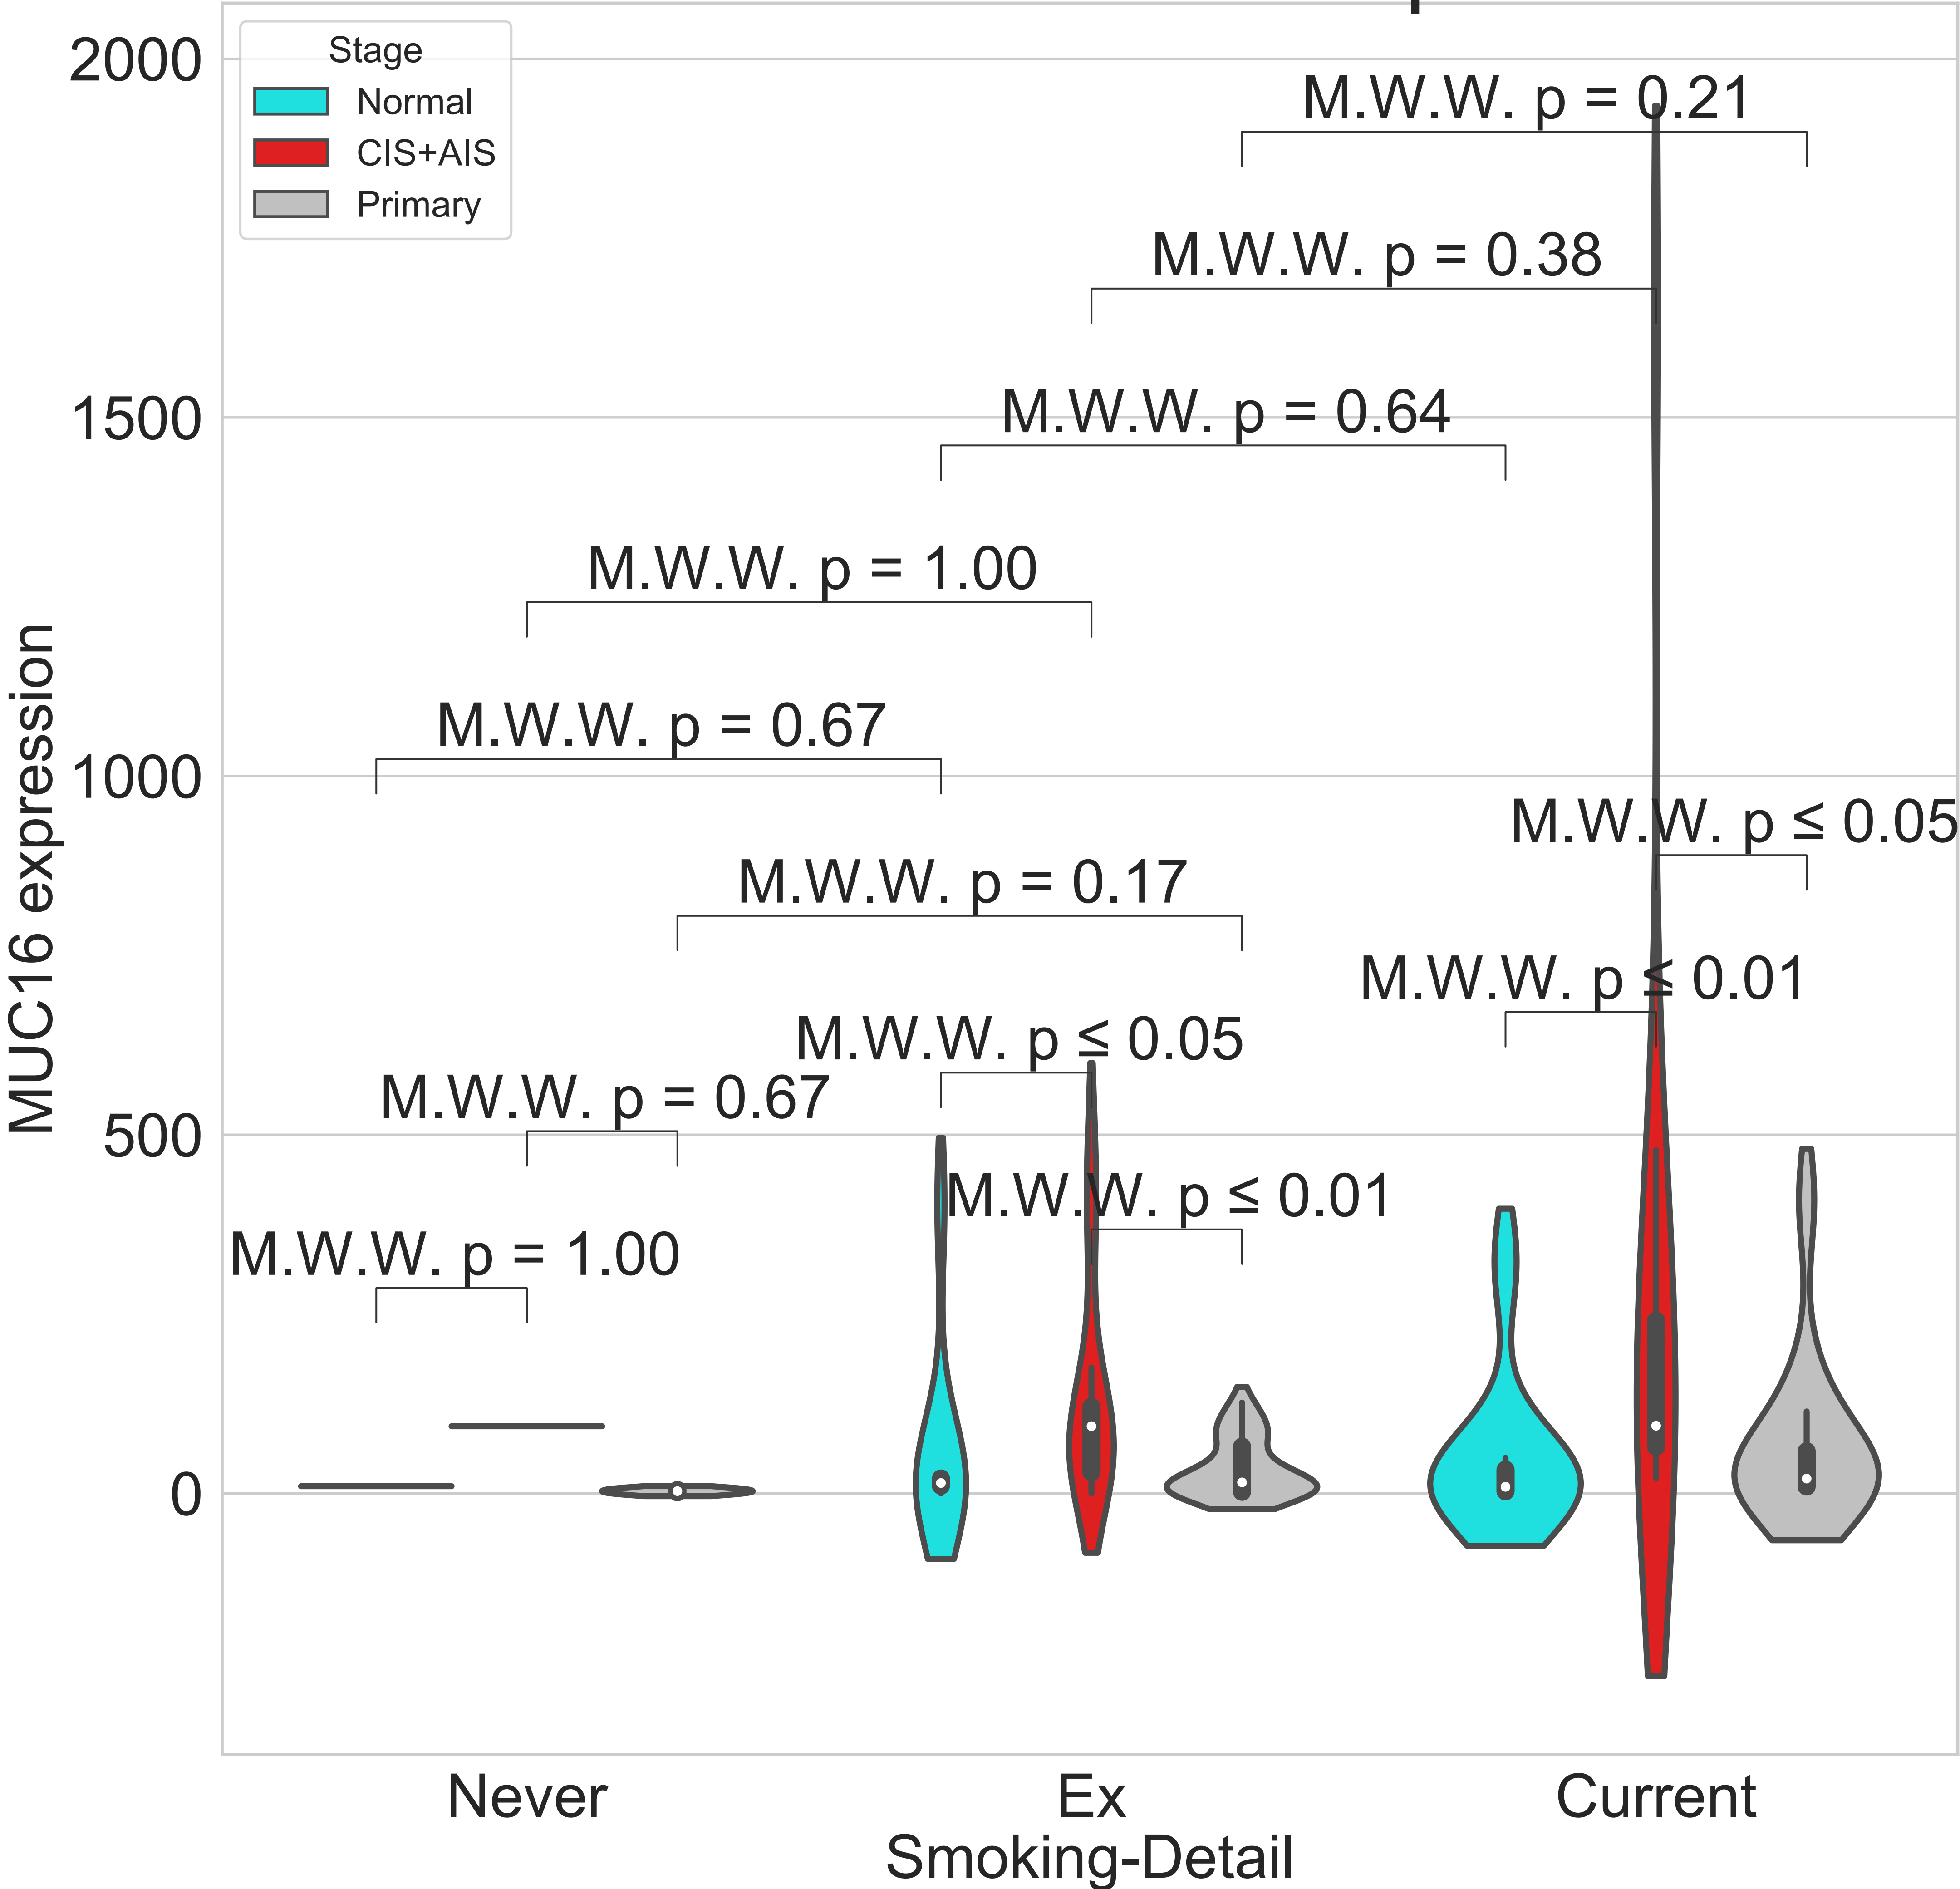 2000
1500
1000
500
0
MUC16 expression
Stage
Normal
CIS+AIS
Primary
M.W.W. p = 0.21
M.W.W. p = 0.38
M.W.W. p = 0.64
M.W.W. p = 1.00
M.W.W. p = 0.67
M.W.W. p ≤ 0.05
M.W.W. p = 0.17
M.W.W. p ≤ 0.01
M.W.W. p ≤ 0.05
M.W.W. p = 0.67
M.W.W. p ≤ 0.01
M.W.W. p = 1.00
Never
Ex
Current
Smoking-Detail